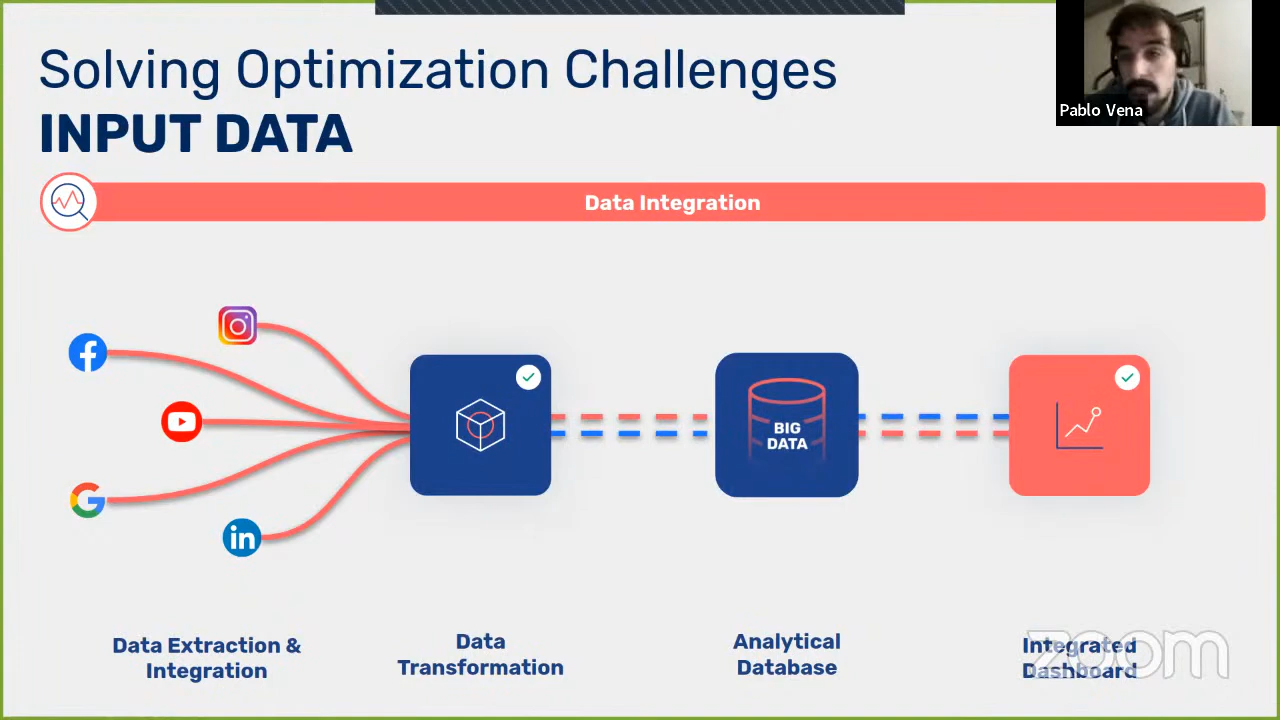 Solving Optimization Challenges
INPUT DATA
Pablo Vena
Data Integration
in
BIG
DATA
Data Extraction &
Integration
Data
Transformation
Analytical
Database
Integrated
Dashboard
zoom